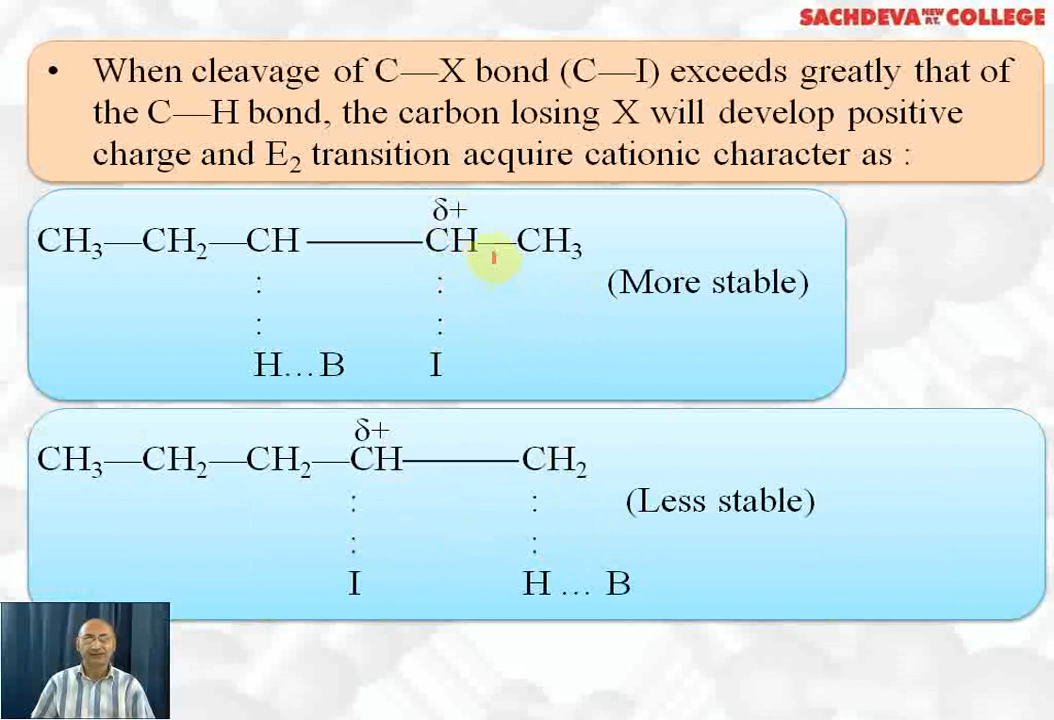 SACHDEVA NEW P.T. COLLEGE
• When cleavage of C—X bond (C—I) exceeds greatly that of
the C—H bond, the carbon losing X will develop positive
charge and E₂ transition acquire cationic character as :
δ+
CH₃—CH₂—CH———CH—CH₃
: :
(More stable)
: :
H...B I
δ+
CH₃—CH₂—CH₂—CH———CH₂
: :
(Less stable)
: :
I H ... B